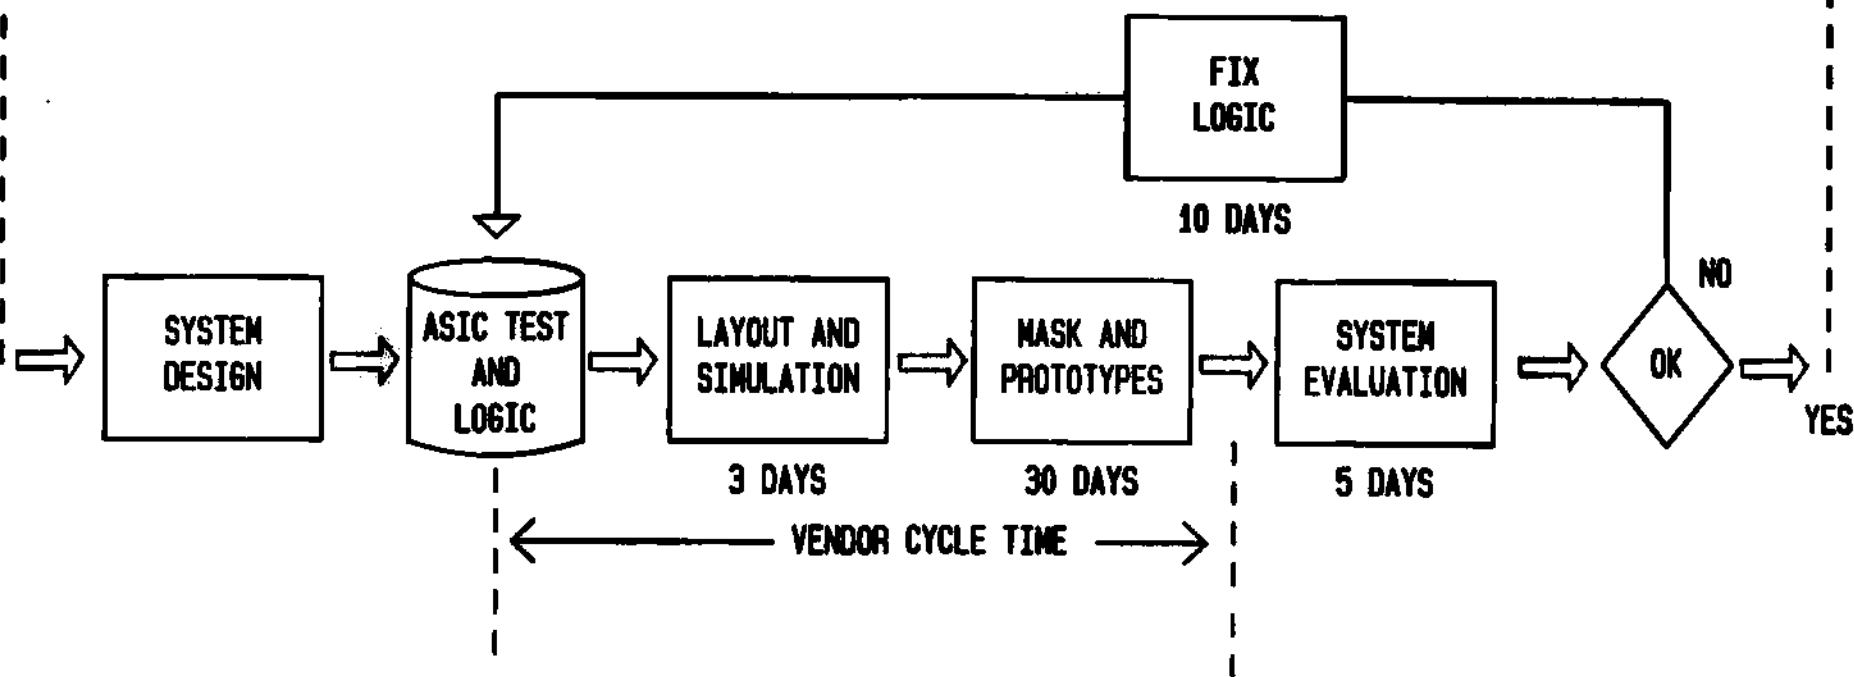 FIX
LOGIC
10 DAYS
NO
SYSTEM
DESIGN
ASIC TEST
AND
LOGIC
LAYOUT AND
SIMULATION
MASK AND
PROTOTYPES
SYSTEM
EVALUATION
OK
YES
3 DAYS
30 DAYS
5 DAYS
VENDOR CYCLE TIME